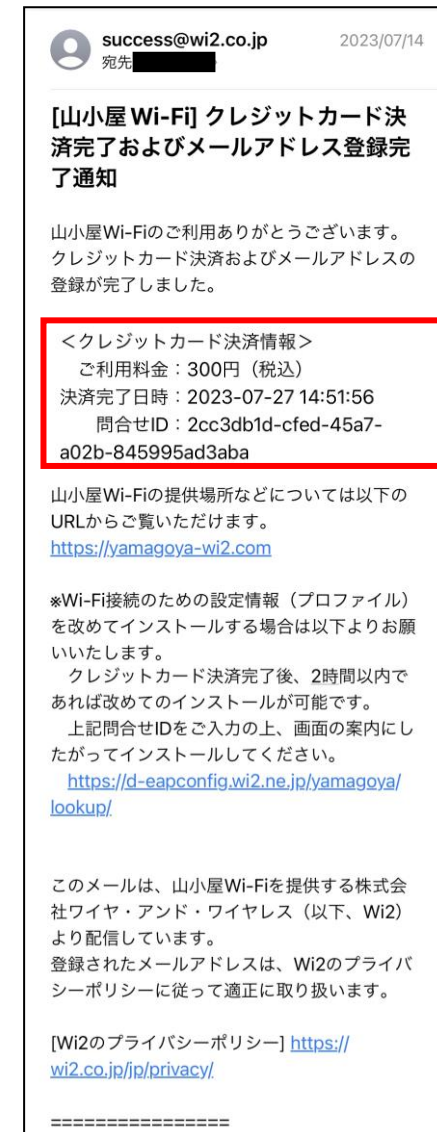 success@wi2.co.jp 2023/07/14
宛先
[山小屋 Wi-Fi] クレジットカード決
済完了およびメールアドレス登録完
了通知
山小屋Wi-Fiのご利用ありがとうございます。
クレジットカード決済およびメールアドレスの
登録が完了しました。
＜クレジットカード決済情報＞
ご利用料金：300円（税込）
決済完了日時：2023-07-27 14:51:56
問合せID：2cc3db1d-cfed-45a7-
a02b-845995ad3aba
山小屋Wi-Fiの提供場所などについては以下の
URLからご覧いただけます。
https://yamagoya-wi2.com
※Wi-Fi接続のための設定情報（プロファイル）
を改めてインストールする場合は以下よりお願
いいたします。
クレジットカード決済完了後、2時間以内で
あれば改めてのインストールが可能です。
上記問合せIDをご入力の上、画面の案内にし
たがってインストールしてください。
https://d-eapconfig.wi2.ne.jp/yamagoya/
lookup/
このメールは、山小屋Wi-Fiを提供する株式会
社ワイヤ・アンド・ワイヤレス（以下、Wi2）
より配信しています。
登録されたメールアドレスは、Wi2のプライバ
シーポリシーに従って適正に取り扱います。
[Wi2のプライバシーポリシー] https://
wi2.co.jp/jp/privacy/
================